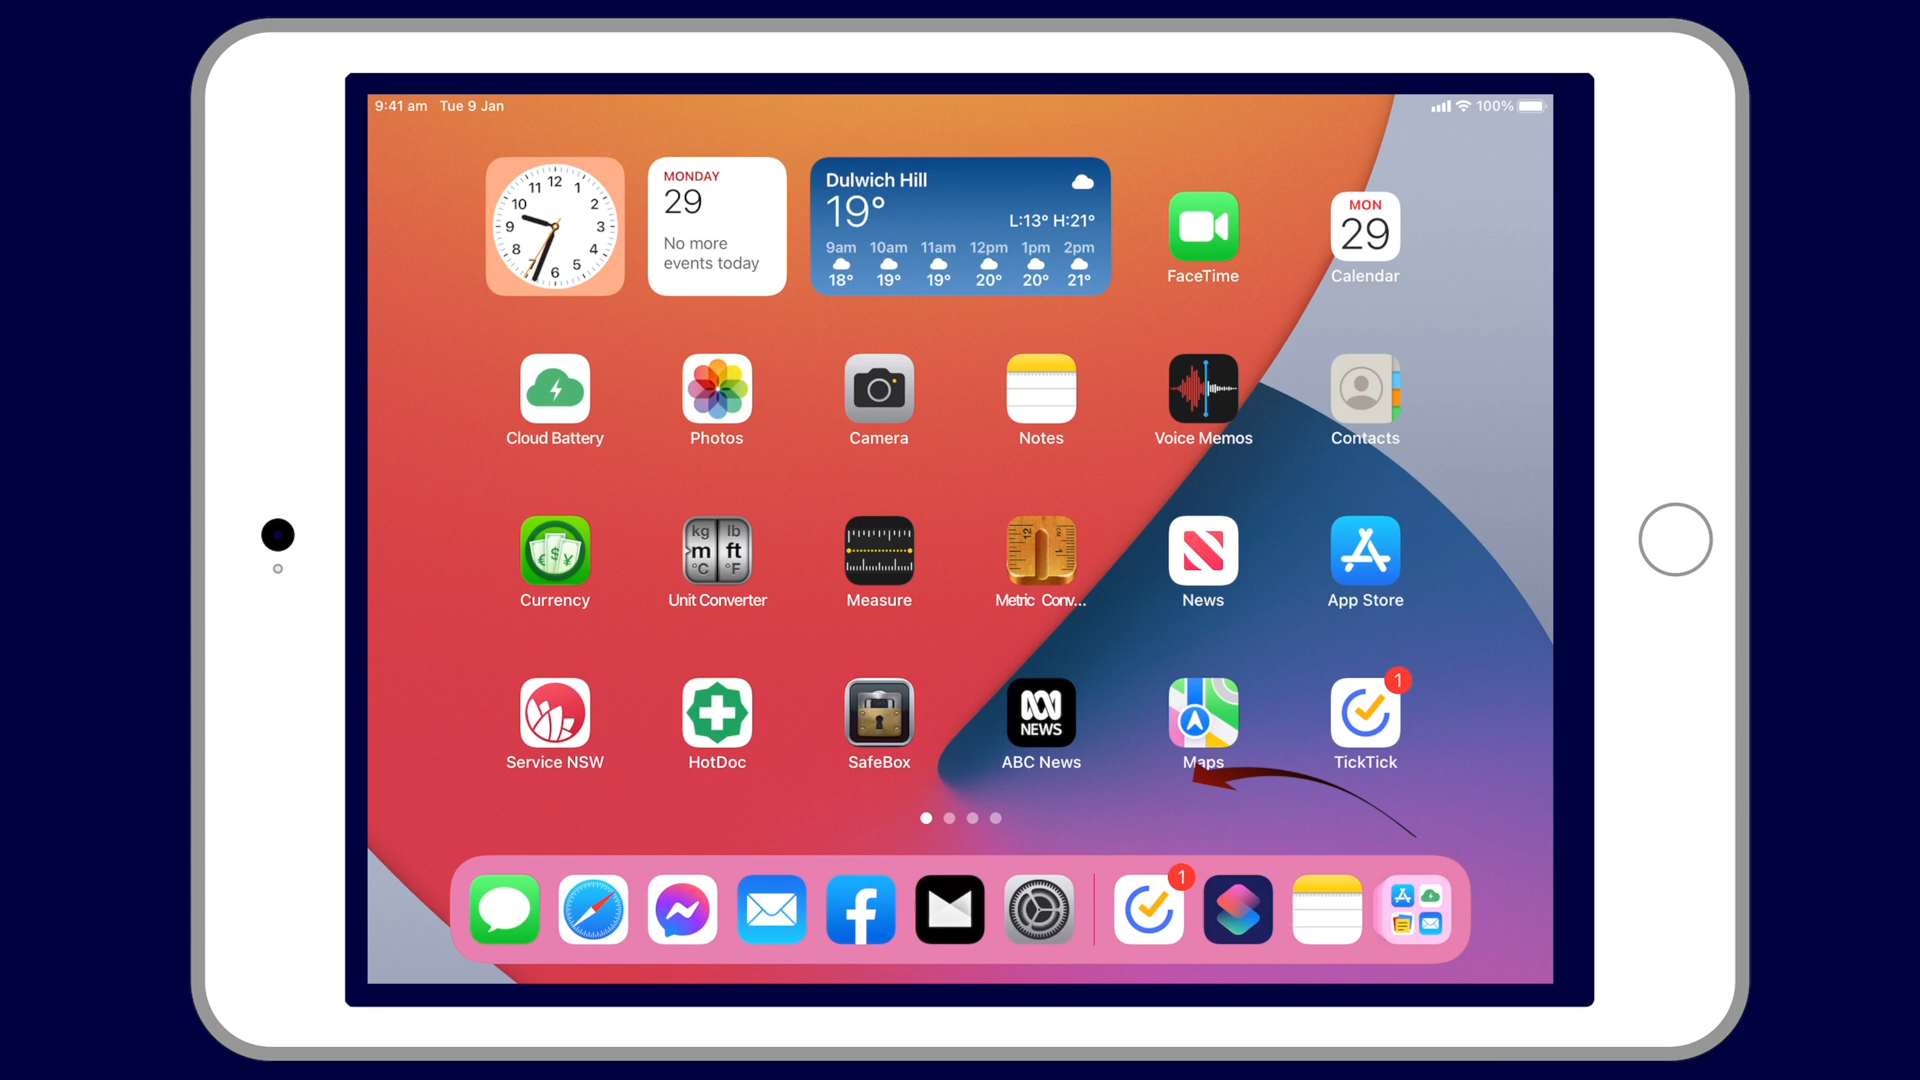 9:41 am Tue 9 Jan
100%
12
11 1
10 2
9 3
8 4
7 5
6
MONDAY
29
No more
events today
Dulwich Hill
19°
L:13° H:21°
9am 10am 11am 12pm 1pm 2pm
18° 19° 19° 20° 20° 21°
FaceTime
MON
29
Calendar
Cloud Battery
Photos
Camera
Notes
Voice Memos
Contacts
€ $ ¥
kg lb
m ft
°C °F
12 CM 1
Currency
Unit Converter
Measure
Metric Conv...
News
App Store
NEWS
1
Service NSW
HotDoc
SafeBox
ABC News
Maps
TickTick
1